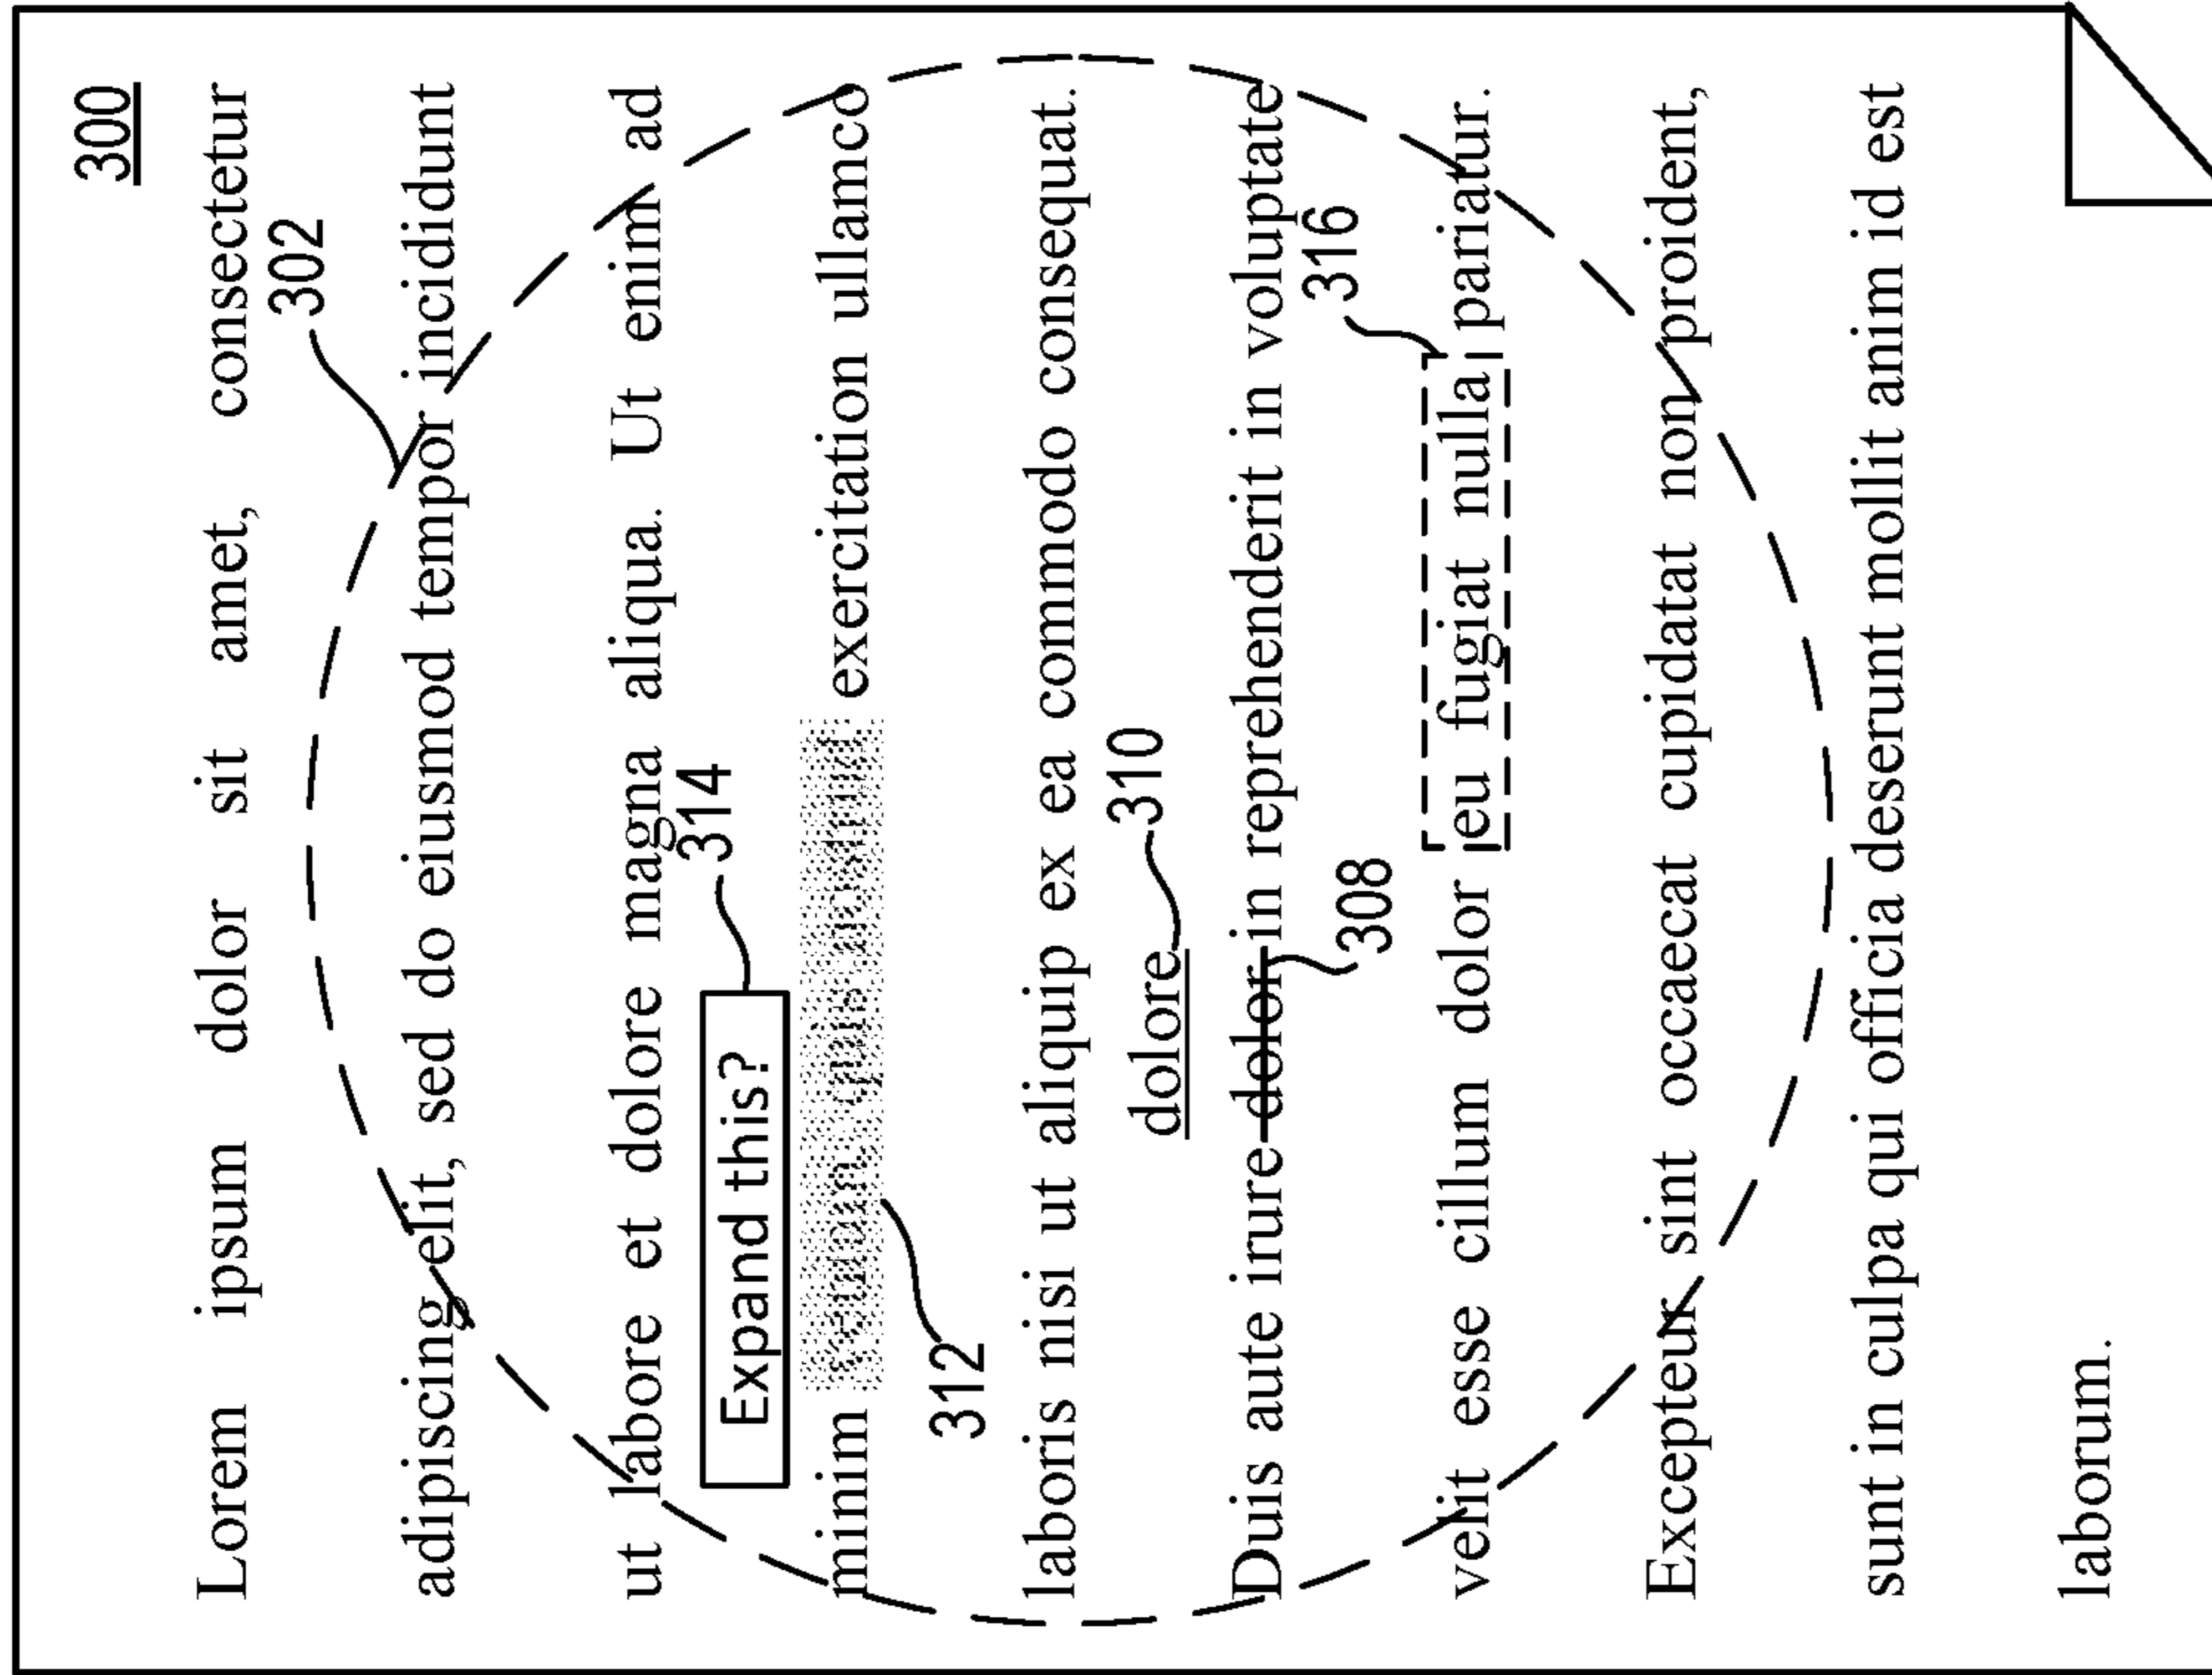 300
Lorem ipsum dolor sit amet, consectetur
302
adipiscing elit, sed do eiusmod tempor incididunt
ut labore et dolore magna aliqua. Ut enim ad
314
Expand this?
minim exercitation ullamco
312
laboris nisi ut aliquip ex ea commodo consequat.
dolore 310
Duis aute irure dolor in reprehenderit in voluptate
308
316
velit esse cillum dolor eu fugiat nulla pariatur.
Excepteur sint occaecat cupidatat non proident,
sunt in culpa qui officia deserunt mollit anim id est
laborum.